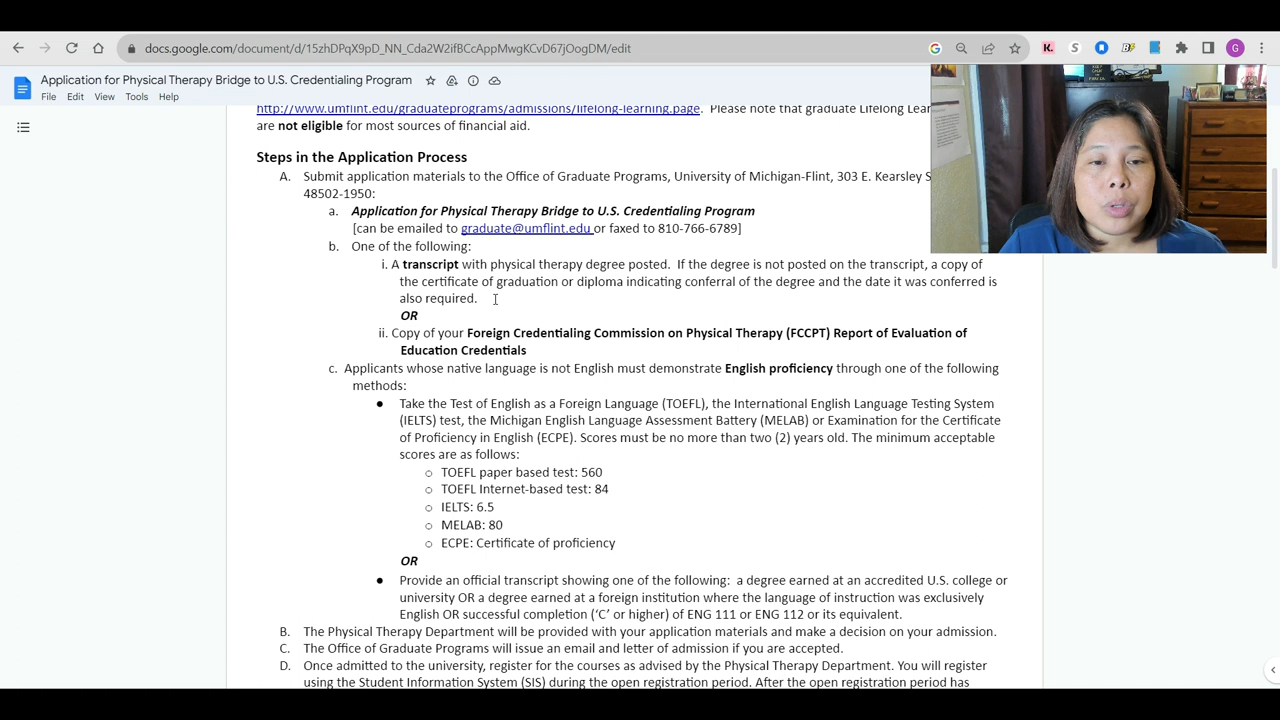 docs.google.com/document/d/15zhDPqX9pD_NN_Cda2W2ifBCcAppMwgKCvD67jOogDM/edit
G
Application for Physical Therapy Bridge to U.S. Credentialing Program
File Edit View Tools Help
http://www.umflint.edu/graduateprograms/admissions/lifelong-learning.page. Please note that graduate Lifelong Lear
are not eligible for most sources of financial aid.
Steps in the Application Process
A. Submit application materials to the Office of Graduate Programs, University of Michigan-Flint, 303 E. Kearsley S
48502-1950:
a. Application for Physical Therapy Bridge to U.S. Credentialing Program
[can be emailed to graduate@umflint.edu or faxed to 810-766-6789]
b. One of the following:
i. A transcript with physical therapy degree posted. If the degree is not posted on the transcript, a copy of
the certificate of graduation or diploma indicating conferral of the degree and the date it was conferred is
also required.
OR
ii. Copy of your Foreign Credentialing Commission on Physical Therapy (FCCPT) Report of Evaluation of
Education Credentials
c. Applicants whose native language is not English must demonstrate English proficiency through one of the following
methods:
● Take the Test of English as a Foreign Language (TOEFL), the International English Language Testing System
(IELTS) test, the Michigan English Language Assessment Battery (MELAB) or Examination for the Certificate
of Proficiency in English (ECPE). Scores must be no more than two (2) years old. The minimum acceptable
scores are as follows:
○ TOEFL paper based test: 560
○ TOEFL Internet-based test: 84
○ IELTS: 6.5
○ MELAB: 80
○ ECPE: Certificate of proficiency
OR
● Provide an official transcript showing one of the following: a degree earned at an accredited U.S. college or
university OR a degree earned at a foreign institution where the language of instruction was exclusively
English OR successful completion ('C' or higher) of ENG 111 or ENG 112 or its equivalent.
B. The Physical Therapy Department will be provided with your application materials and make a decision on your admission.
C. The Office of Graduate Programs will issue an email and letter of admission if you are accepted.
D. Once admitted to the university, register for the courses as advised by the Physical Therapy Department. You will register
using the Student Information System (SIS) during the open registration period. After the open registration period has